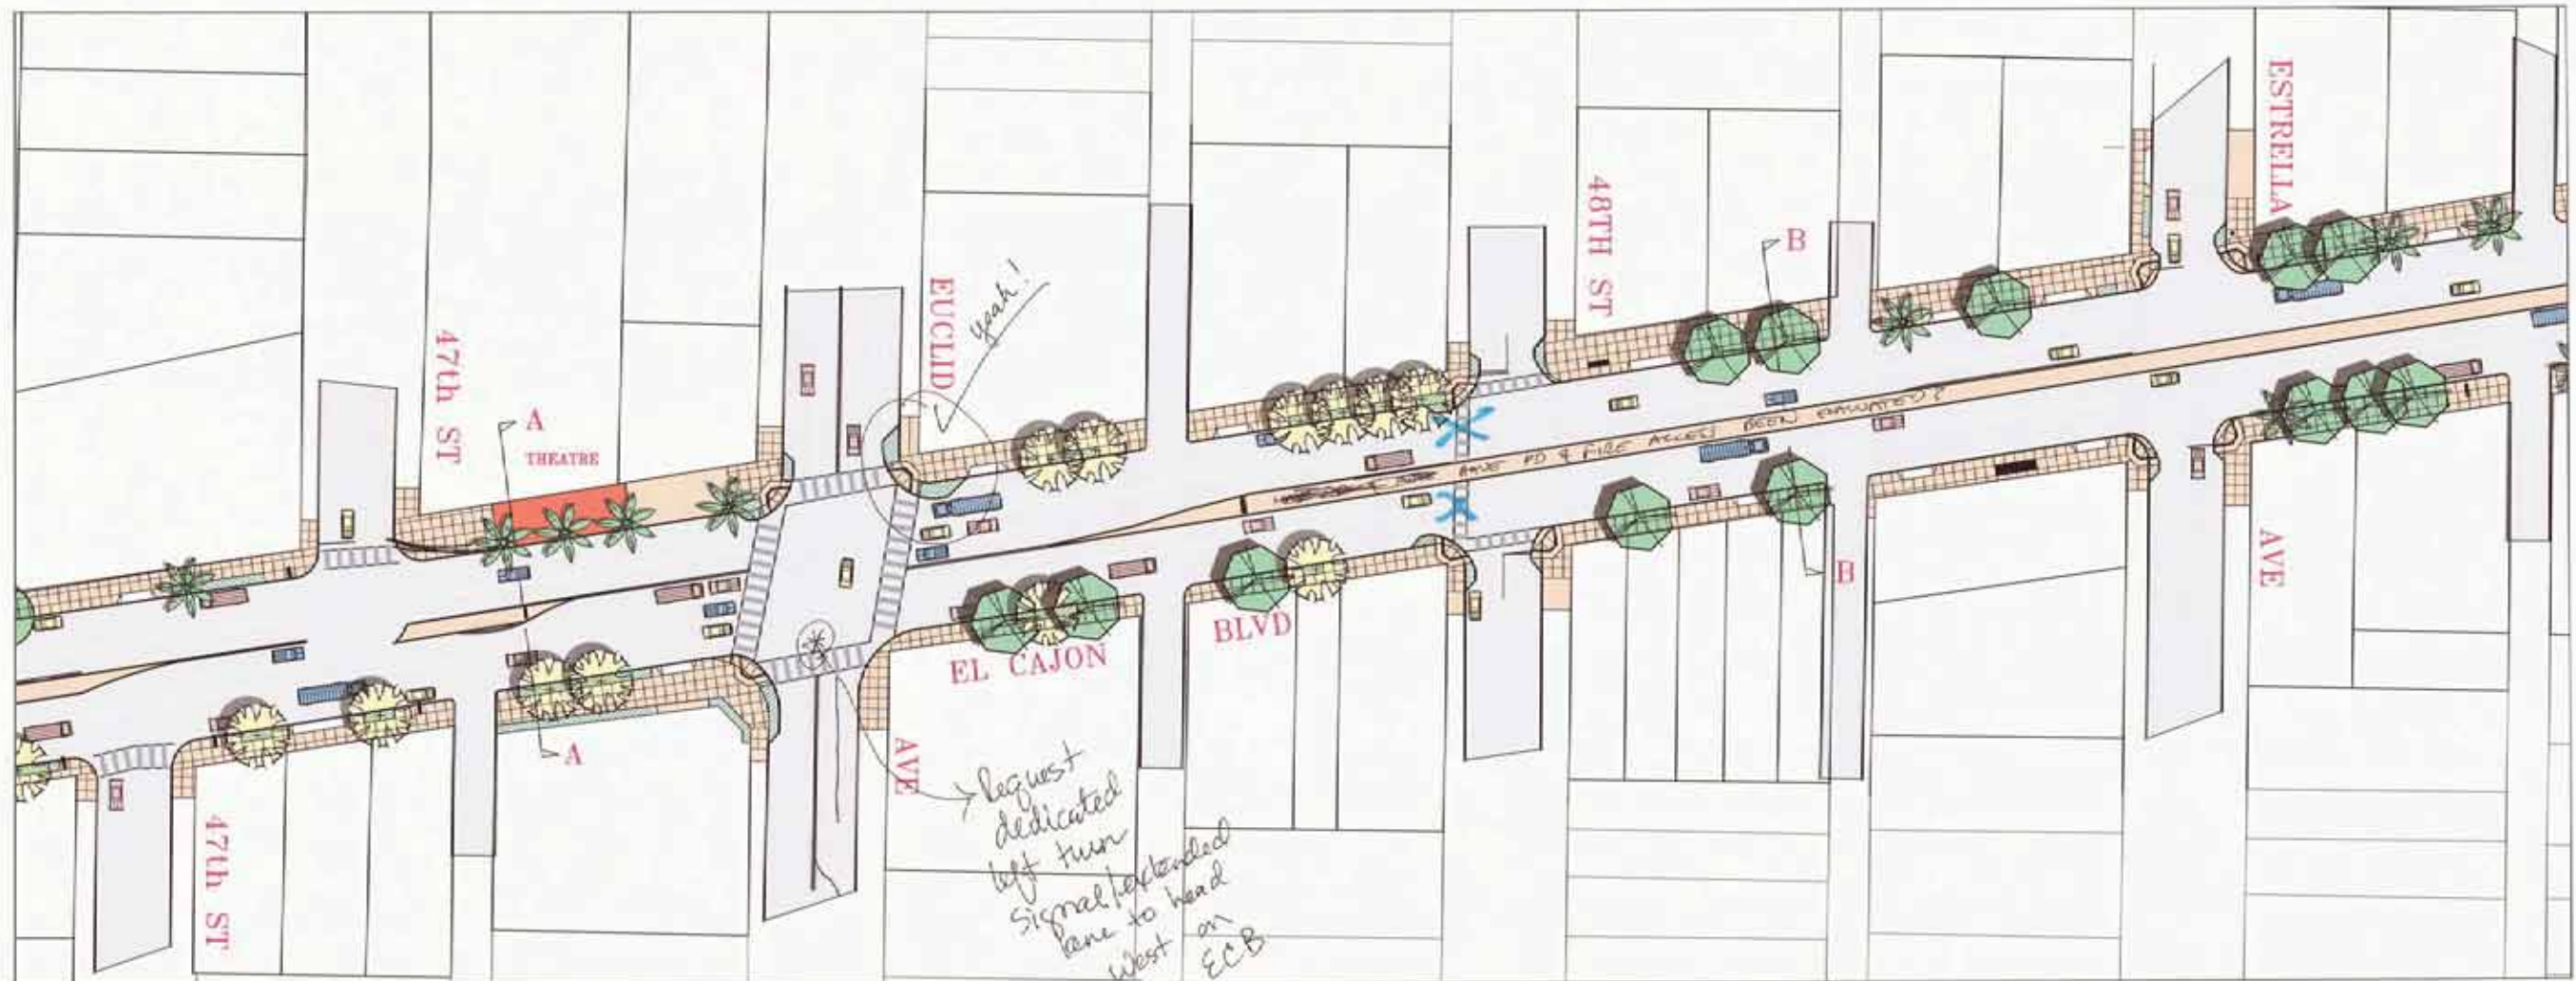 47th ST
A
THEATRE
EUCLID
yeah!
48TH ST
B
ESTRELLA
HAVE PD & FIRE ACCESS BEEN EVALUATED?
47th ST
A
AVE
EL CAJON
BLVD
B
AVE
Request
dedicated
left turn
signal/extended
lane to head
West on
ECB